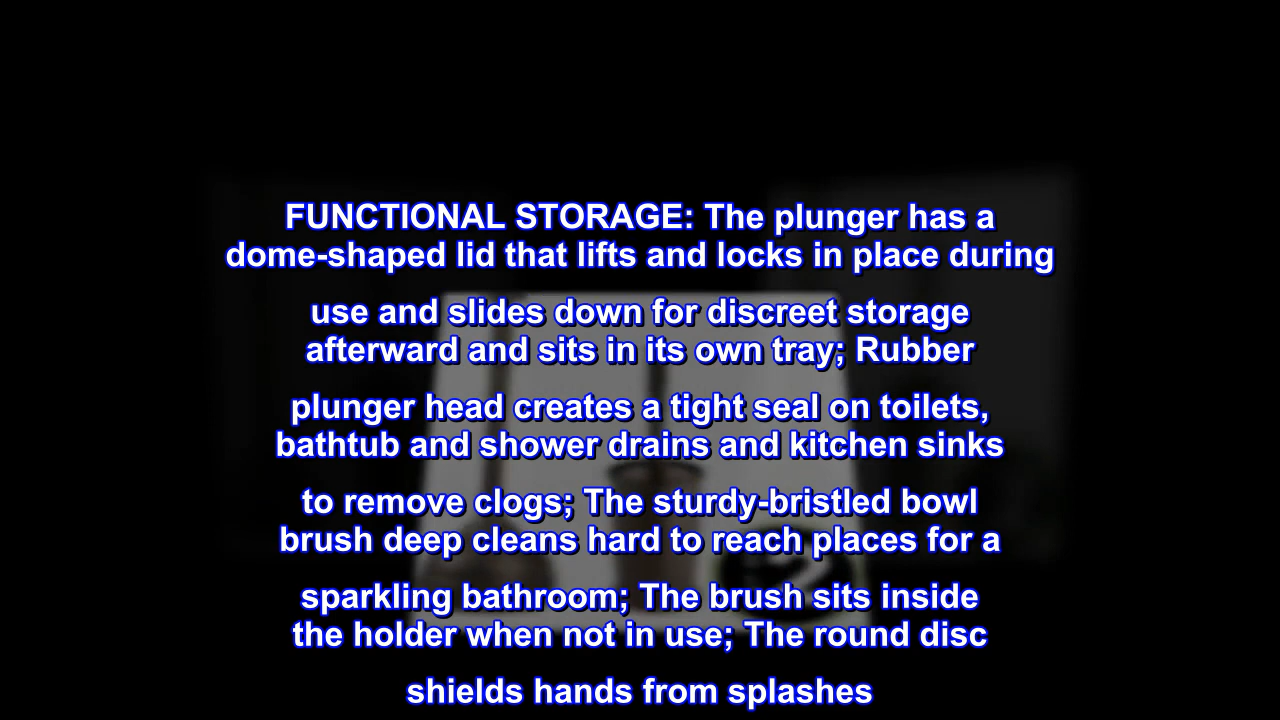 FUNCTIONAL STORAGE: The plunger has a
dome-shaped lid that lifts and locks in place during
use and slides down for discreet storage
afterward and sits in its own tray; Rubber
plunger head creates a tight seal on toilets,
bathtub and shower drains and kitchen sinks
to remove clogs; The sturdy-bristled bowl
brush deep cleans hard to reach places for a
sparkling bathroom; The brush sits inside
the holder when not in use; The round disc
shields hands from splashes